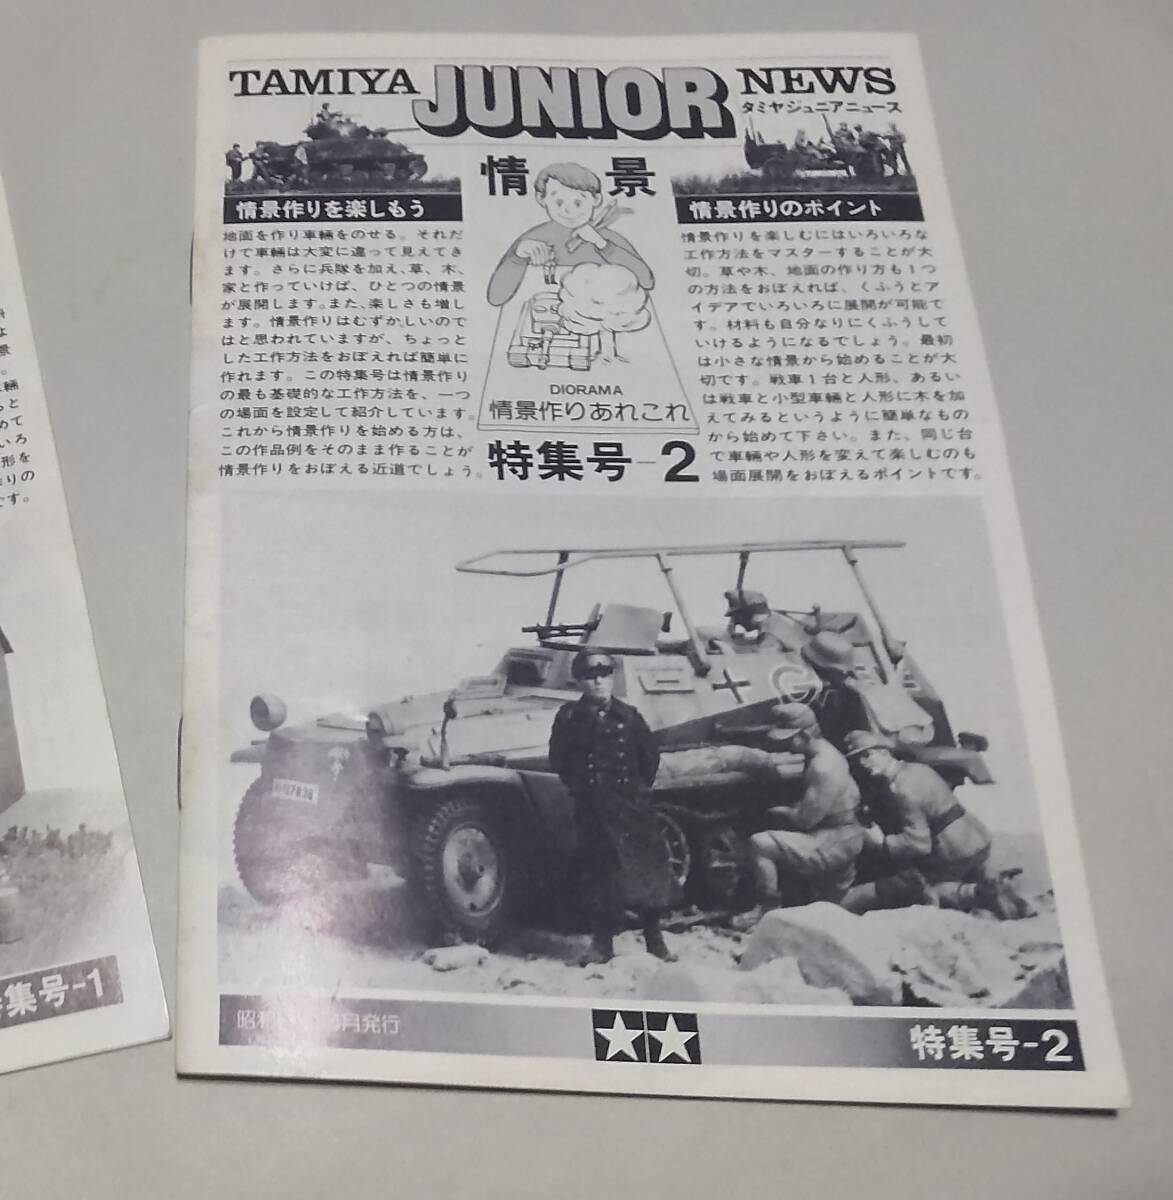 TAMIYA JUNIOR NEWS
タミヤジュニアニュース
情景
情景作りを楽しもう
地面を作り車輛をのせる。それだ
けで車輛は大変に違って見えてき
ます。さらに兵隊を加え、草、木、
家と作っていけば、ひとつの情景
が展開します。また、楽しさも増し
ます。情景作りはむずかしいので
はと思われていますが、ちょっと
した工作方法をおぼえれば簡単に
作れます。この特集号は情景作り
の最も基礎的な工作方法を、一つ
の場面を設定して紹介しています。
これから情景作りを始める方は、
この作品例をそのまま作ることが
情景作りをおぼえる近道でしょう。
DIORAMA
情景作りあれこれ
特集号-2
情景作りのポイント
情景作りを楽しむにはいろいろな
工作方法をマスターすることが大
切。草や木、地面の作り方も1つ
の方法をおぼえれば、くふうとア
イデアでいろいろに展開が可能で
す。材料も自分なりにくふうして
いけるようになるでしょう。最初
は小さな情景から始めることが大
切です。戦車1台と人形、あるい
は戦車と小型車輛と人形に木を加
えてみるというように簡単なもの
から始めて下さい。また、同じ台
で車輛や人形を変えて楽しむのも
場面展開をおぼえるポイントです。
月発行
特集号-2
集号-1